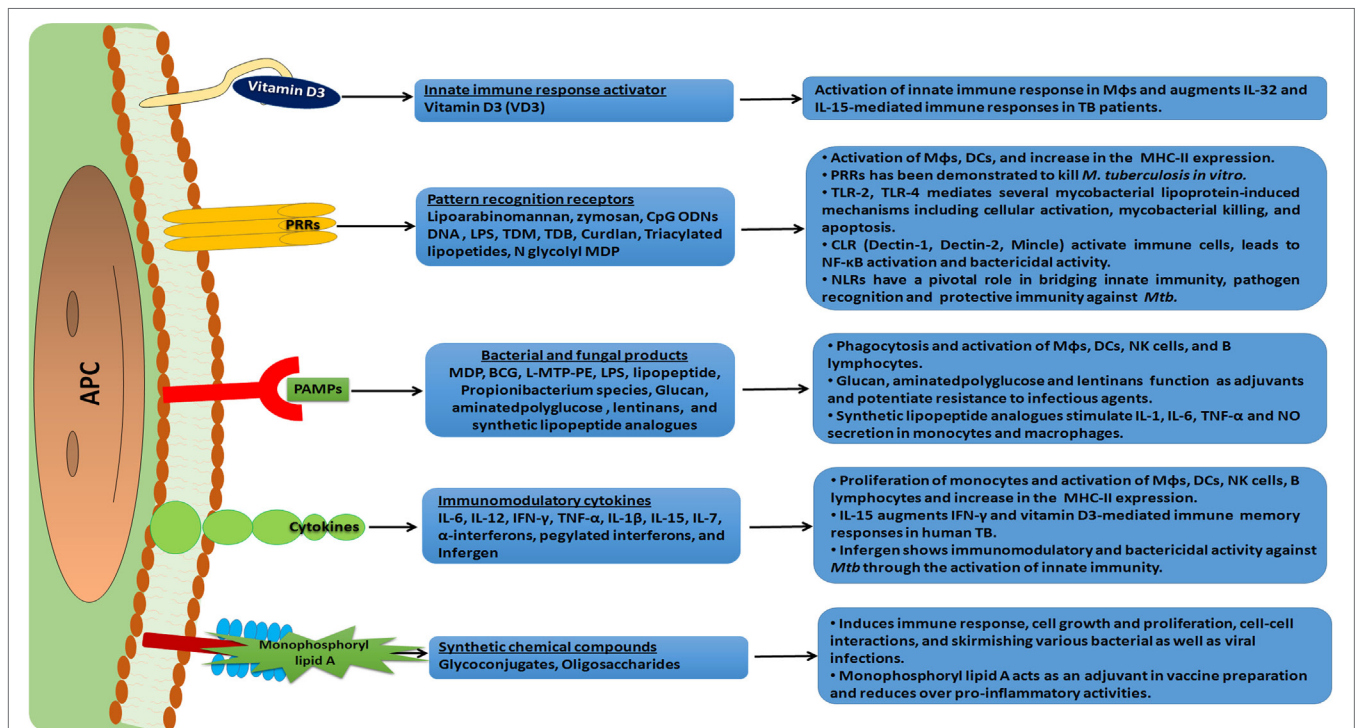 APC
Vitamin D3
Innate immune response activator
Vitamin D3 (VD3)
Activation of innate immune response in Mϕs and augments IL-32 and
IL-15-mediated immune responses in TB patients.
PRRs
Pattern recognition receptors
Lipoarabinomannan, zymosan, CpG ODNs
DNA , LPS, TDM, TDB, Curdlan, Triacylated
lipopetides, N glycolyl MDP
• Activation of Mϕs, DCs, and increase in the MHC-II expression.
• PRRs has been demonstrated to kill M. tuberculosis in vitro.
• TLR-2, TLR-4 mediates several mycobacterial lipoprotein-induced
mechanisms including cellular activation, mycobacterial killing, and
apoptosis.
• CLR (Dectin-1, Dectin-2, Mincle) activate immune cells, leads to
NF-κB activation and bactericidal activity.
• NLRs have a pivotal role in bridging innate immunity, pathogen
recognition and protective immunity against Mtb.
PAMPs
Bacterial and fungal products
MDP, BCG, L-MTP-PE, LPS, lipopeptide,
Propionibacterium species, Glucan,
aminatedpolyglucose , lentinans, and
synthetic lipopeptide analogues
• Phagocytosis and activation of Mϕs, DCs, NK cells, and B
lymphocytes.
• Glucan, aminatedpolyglucose and lentinans function as adjuvants
and potentiate resistance to infectious agents.
• Synthetic lipopeptide analogues stimulate IL-1, IL-6, TNF-α and NO
secretion in monocytes and macrophages.
Cytokines
Immunomodulatory cytokines
IL-6, IL-12, IFN-γ, TNF-α, IL-1β, IL-15, IL-7,
α-interferons, pegylated interferons, and
Infergen
• Proliferation of monocytes and activation of Mϕs, DCs, NK cells, B
lymphocytes and increase in the MHC-II expression.
• IL-15 augments IFN-γ and vitamin D3-mediated immune memory
responses in human TB.
• Infergen shows immunomodulatory and bactericidal activity against
Mtb through the activation of innate immunity.
Monophosphoryl
lipid A
Synthetic chemical compounds
Glycoconjugates, Oligosaccharides
• Induces immune response, cell growth and proliferation, cell-cell
interactions, and skirmishing various bacterial as well as viral
infections.
• Monophosphoryl lipid A acts as an adjuvant in vaccine preparation
and reduces over pro-inflammatory activities.